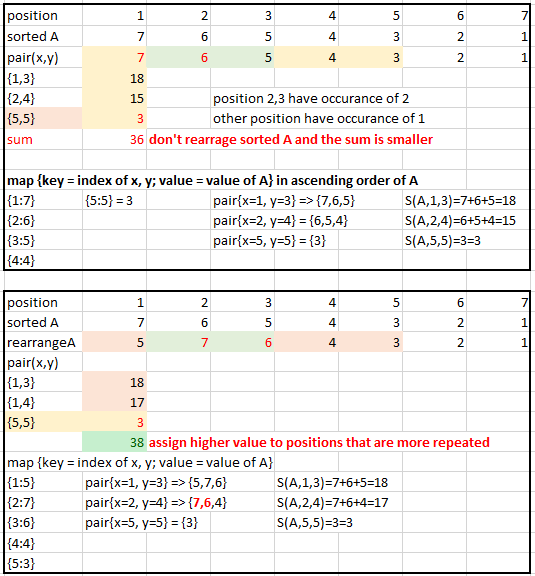 position 1 2 3 4 5 6 7
sorted A 7 6 5 4 3 2 1
pair(x,y) 7 6 5 4 3 2 1
{1,3} 18
{2,4} 15 position 2,3 have occurance of 2
{5,5} 3 other position have occurance of 1
sum 36 don't rearrage sorted A and the sum is smaller
map {key = index of x, y; value = value of A} in ascending order of A
{1:7} {5:5} = 3 pair{x=1, y=3} => {7,6,5} S(A,1,3)=7+6+5=18
{2:6} pair{x=2, y=4} = {6,5,4} S(A,2,4)=6+5+4=15
{3:5} pair{x=5, y=5} = {3} S(A,5,5)=3=3
{4:4}
position 1 2 3 4 5 6 7
sorted A 7 6 5 4 3 2 1
rearrangeA 5 7 6 4 3 2 1
pair(x,y)
{1,3} 18
{1,4} 17
{5,5} 3
38 assign higher value to positions that are more repeated
map {key = index of x, y; value = value of A}
{1:5} pair{x=1, y=3} => {5,7,6} S(A,1,3)=7+6+5=18
{2:7} pair{x=2, y=4} => {7,6,4} S(A,2,4)=7+6+4=17
{3:6} pair{x=5, y=5} = {3} S(A,5,5)=3=3
{4:4}
{5:3}